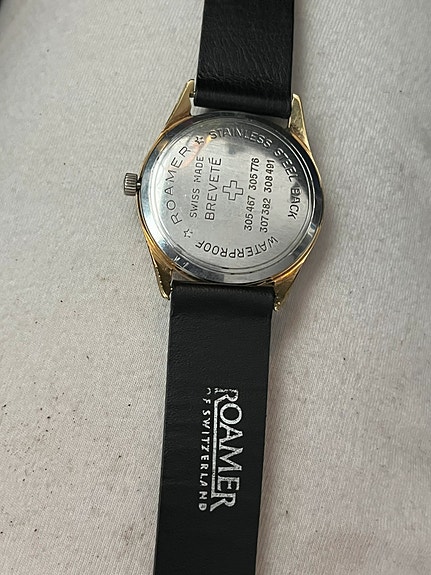 ROAMER ☆ STAINLESS STEEL BACK
WATERPROOF ☆
SWISS MADE
BREVETÉ
305467 305776
307382 308491
ROAMER
OF SWITZERLAND